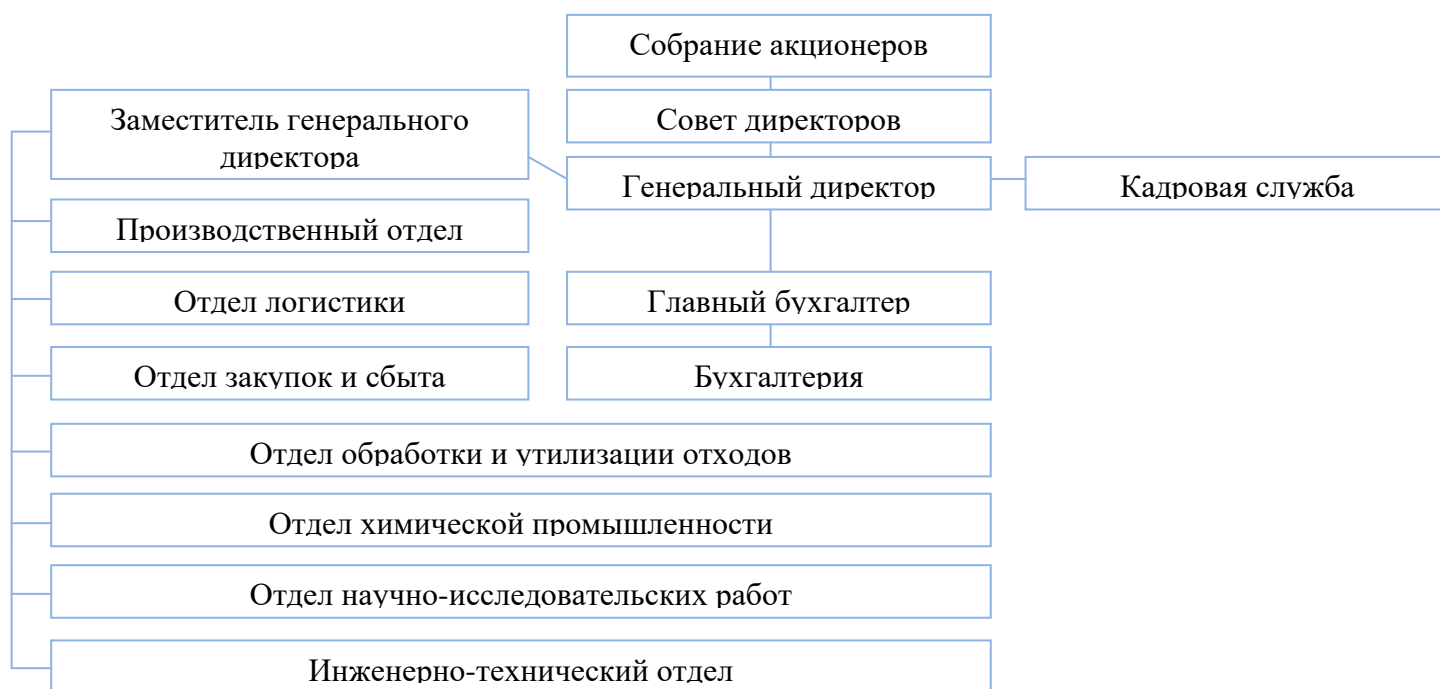 Собрание акционеров
Заместитель генерального
директора
Совет директоров
Генеральный директор
Кадровая служба
Производственный отдел
Отдел логистики
Главный бухгалтер
Отдел закупок и сбыта
Бухгалтерия
Отдел обработки и утилизации отходов
Отдел химической промышленности
Отдел научно-исследовательских работ
Инженерно-технический отдел